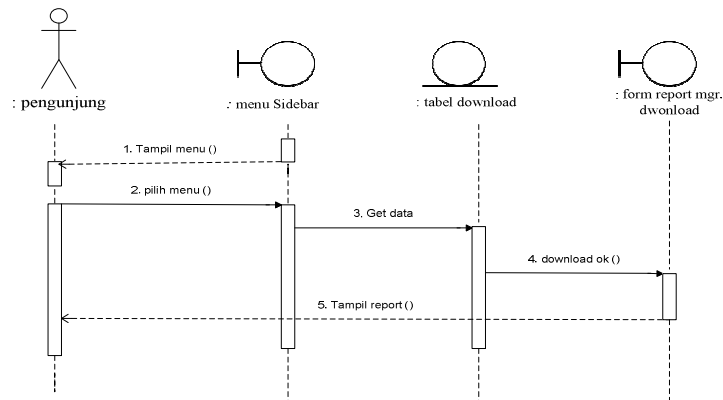 : pengunjung
: menu Sidebar
: tabel download
: form report mgr.
dwonload
1. Tampil menu ()
2. pilih menu ()
3. Get data
4. download ok ()
5. Tampil report ()